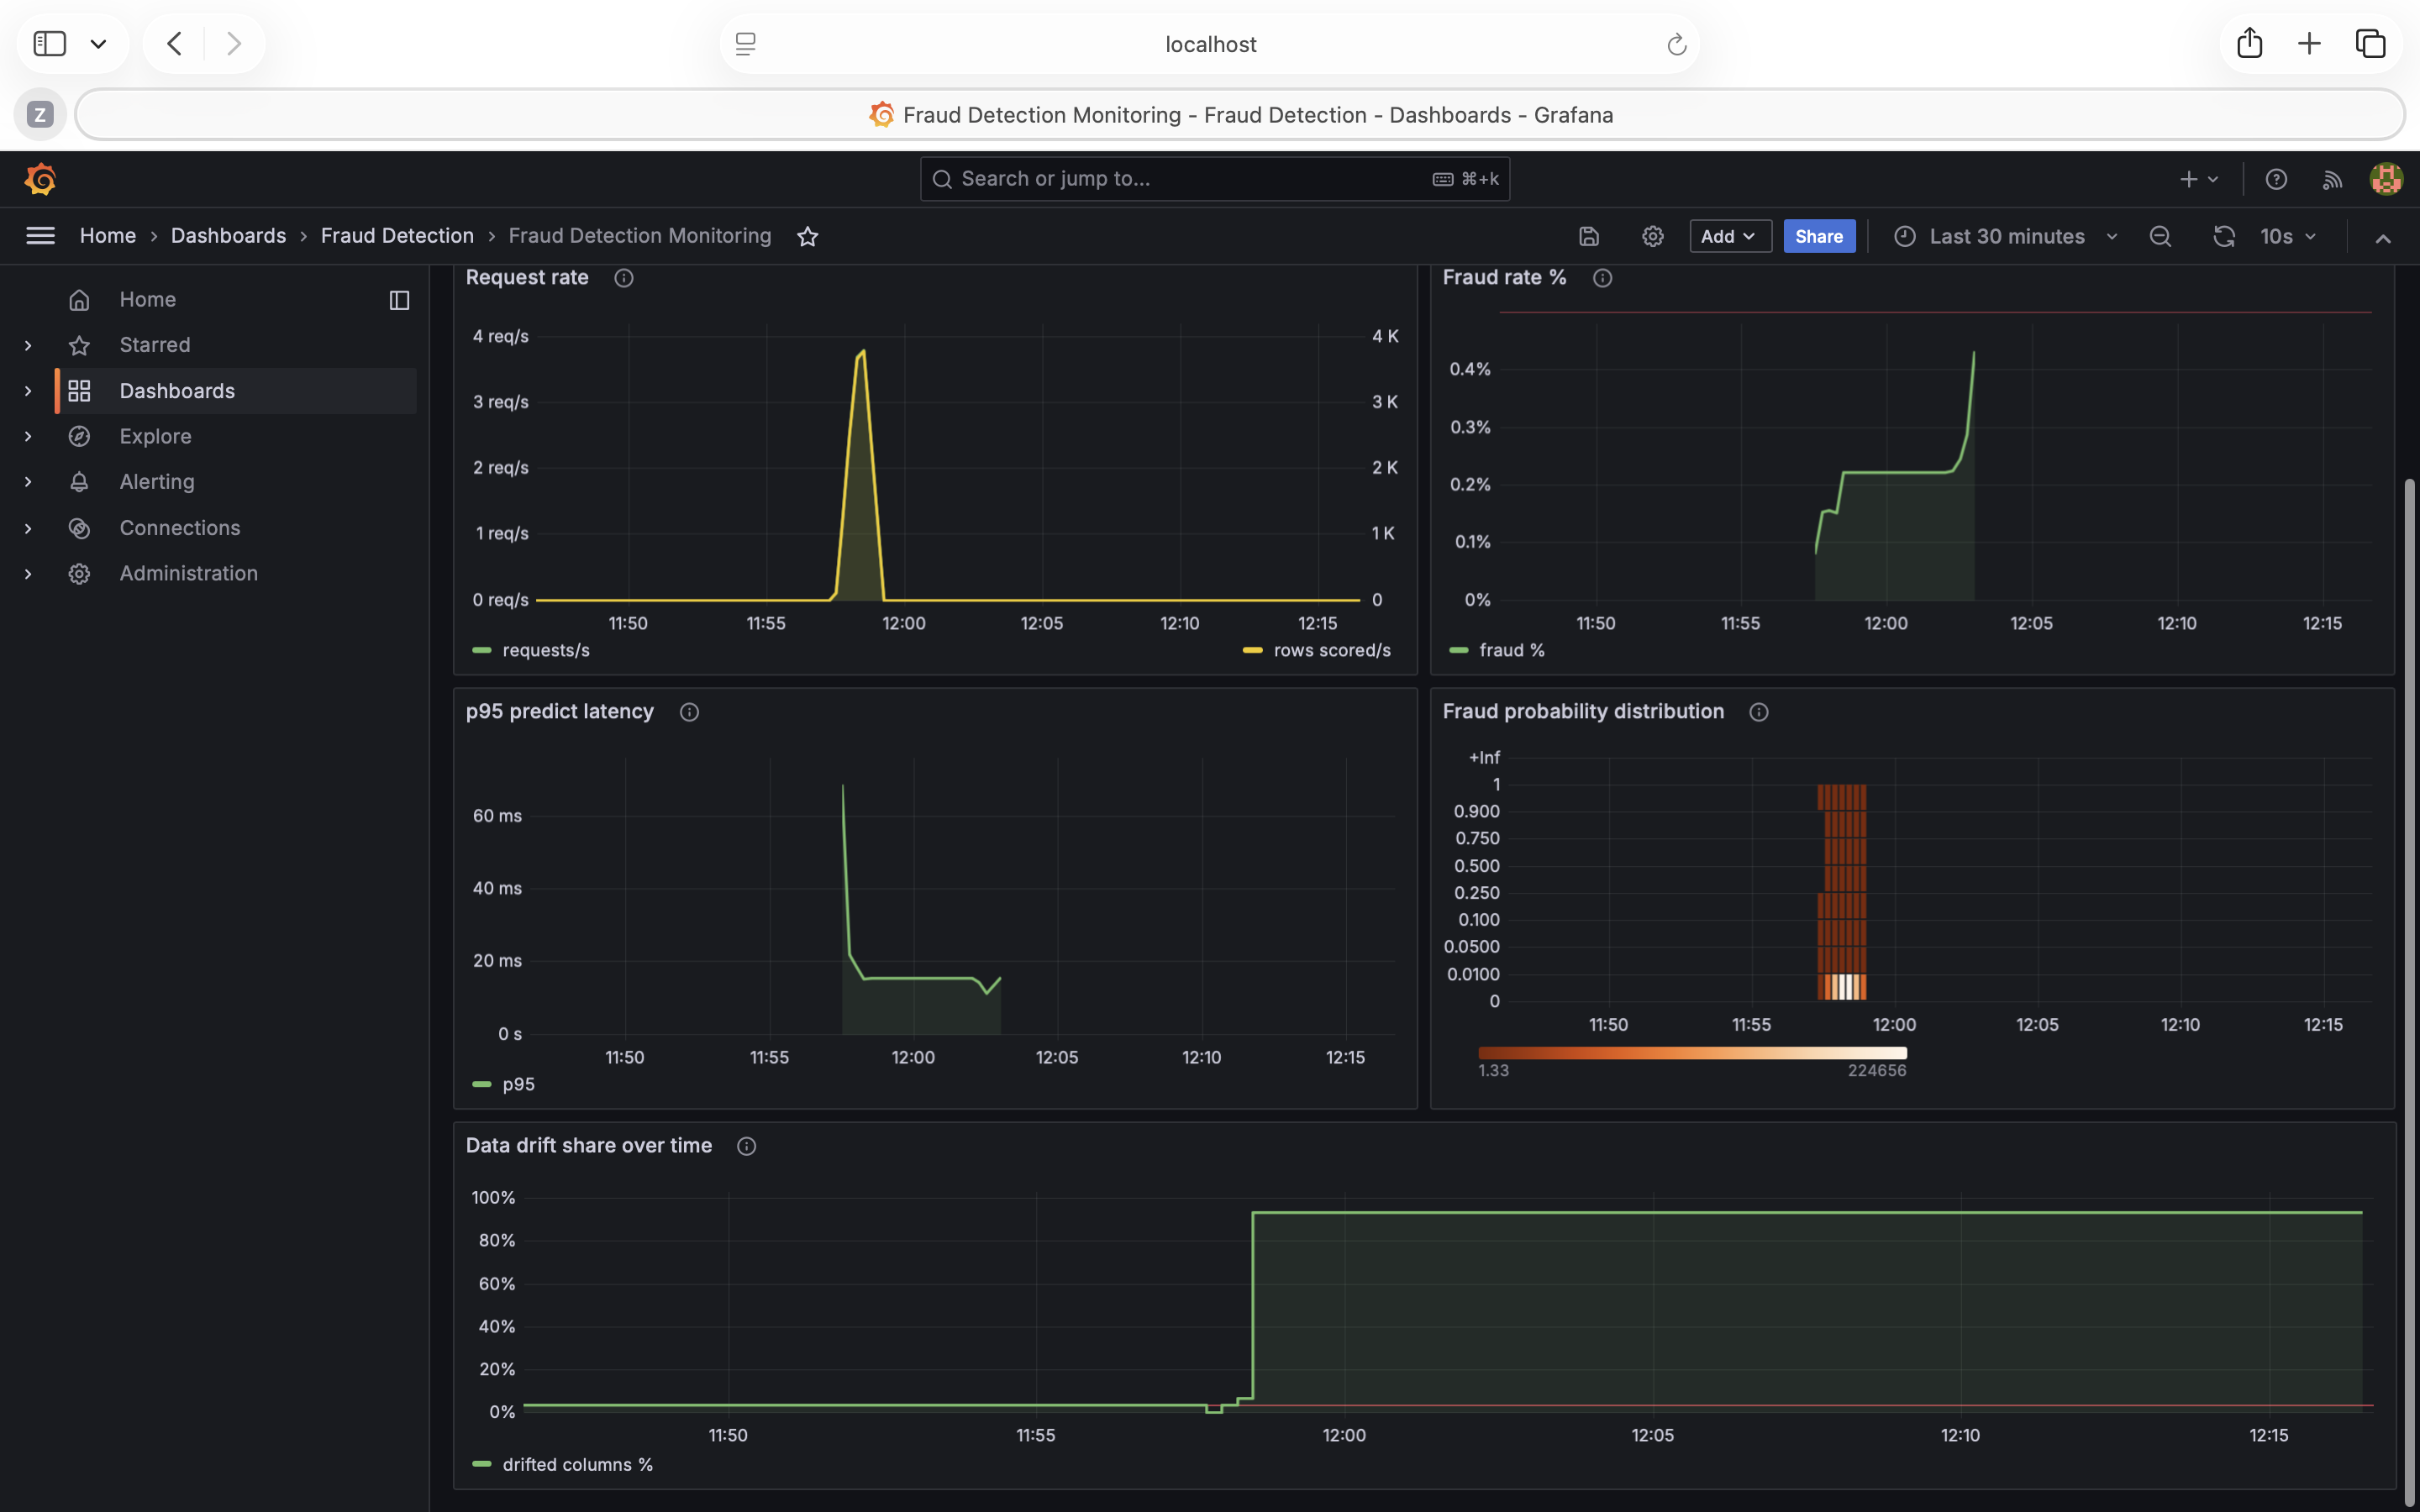 localhost
Z
Fraud Detection Monitoring - Fraud Detection - Dashboards - Grafana
Search or jump to...
⌘+k
Home › Dashboards › Fraud Detection › Fraud Detection Monitoring
Add
Share
Last 30 minutes
10s
Home
Starred
Dashboards
Explore
Alerting
Connections
Administration
Request rate
4 req/s
3 req/s
2 req/s
1 req/s
0 req/s
4 K
3 K
2 K
1 K
0
11:50 11:55 12:00 12:05 12:10 12:15
requests/s
rows scored/s
Fraud rate %
0.4%
0.3%
0.2%
0.1%
0%
11:50 11:55 12:00 12:05 12:10 12:15
fraud %
p95 predict latency
60 ms
40 ms
20 ms
0 s
11:50 11:55 12:00 12:05 12:10 12:15
p95
Fraud probability distribution
+Inf
1
0.900
0.750
0.500
0.250
0.100
0.0500
0.0100
0
11:50 11:55 12:00 12:05 12:10 12:15
1.33 224656
Data drift share over time
100%
80%
60%
40%
20%
0%
11:50 11:55 12:00 12:05 12:10 12:15
drifted columns %